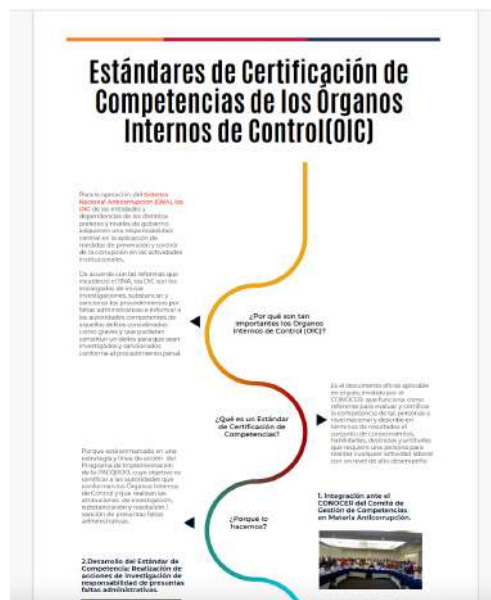 Estándares de Certificación de
Competencias de los Órganos
Internos de Control(OIC)
Para la operación del Sistema
Nacional Anticorrupción (SNA), los
OIC de las entidades y
dependencias de los distintos
poderes y niveles de gobierno
adquieren una responsabilidad
central en la aplicación de
medidas de prevención y control
de la corrupción en las actividades
institucionales.
De acuerdo con las reformas que
instituyó el SNA, los OIC son los
encargados de iniciar
investigaciones, substanciar y
sancionar los procedimientos por
faltas administrativas e informar a
las autoridades competentes de
aquellos delitos considerados
como graves y que pudieran
constituir un delito para que sean
investigados y sancionados
conforme al procedimiento penal.
¿Por qué son tan
importantes los Órganos
Internos de Control (OIC)?
¿Qué es un Estándar
de Certificación de
Competencias?
Es el documento oficial aplicable
en el país, emitido por el
CONOCER, que funciona como
referente para evaluar y certificar
la competencia de las personas a
nivel nacional y describe en
términos de resultados el
conjunto de conocimientos,
habilidades, destrezas y actitudes
que requiere una persona para
realizar cualquier actividad laboral
con un nivel de alto desempeño
Porque está enmarcado en una
estrategia y línea de acción del
Programa de Implementación
de la cuyo objetivo es
certificar a las autoridades que
conforman los Órganos Internos
de Control y que realizan las
atribuciones de investigación,
substanciación y resolución /
sanción de presuntas faltas
administrativas.
¿Porqué lo
hacemos?
1. Integración ante el
CONOCER del Comité de
Gestión de Competencias
en Materia Anticorrupción.
2.Desarrollo del Estándar de
Competencia: Realización de
acciones de investigación de
responsabilidad de presuntas
faltas administrativas.